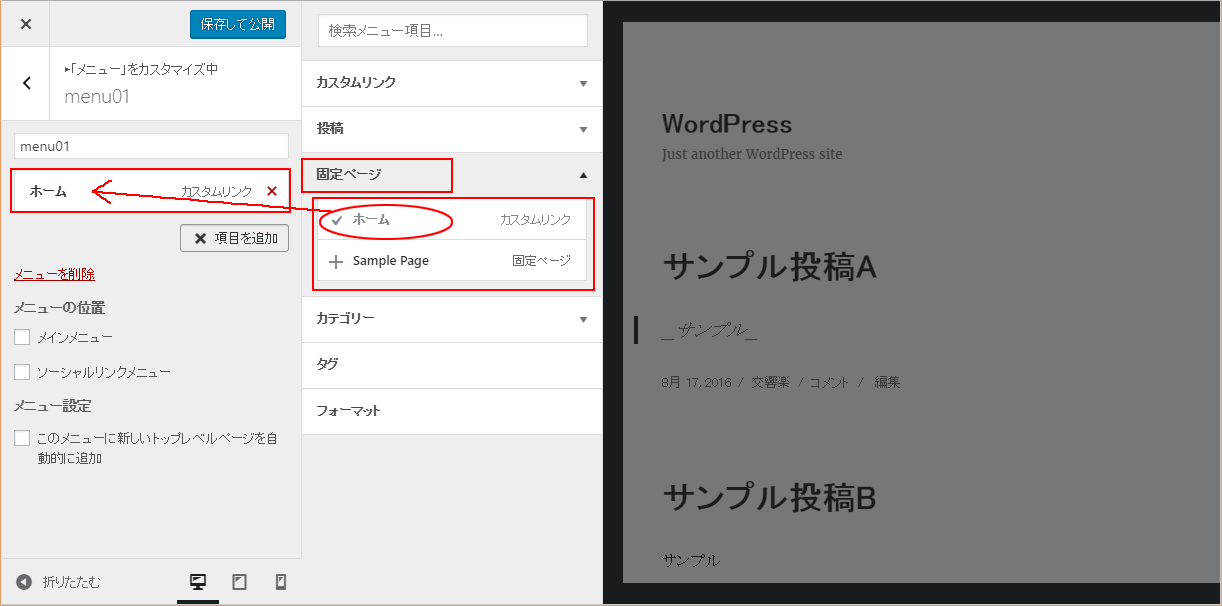 保存して公開
▸「メニュー」をカスタマイズ中
menu01
menu01
ホーム カスタムリンク
項目を追加
メニューを削除
メニューの位置
メインメニュー
ソーシャルリンクメニュー
メニュー設定
このメニューに新しいトップレベルページを自
動的に追加
折りたたむ
検索メニュー項目...
カスタムリンク
投稿
固定ページ
ホーム カスタムリンク
Sample Page 固定ページ
カテゴリー
タグ
フォーマット
WordPress
Just another WordPress site
サンプル投稿A
＿サンプル＿
8月 17, 2016 / 交響楽 / コメント / 編集
サンプル投稿B
サンプル